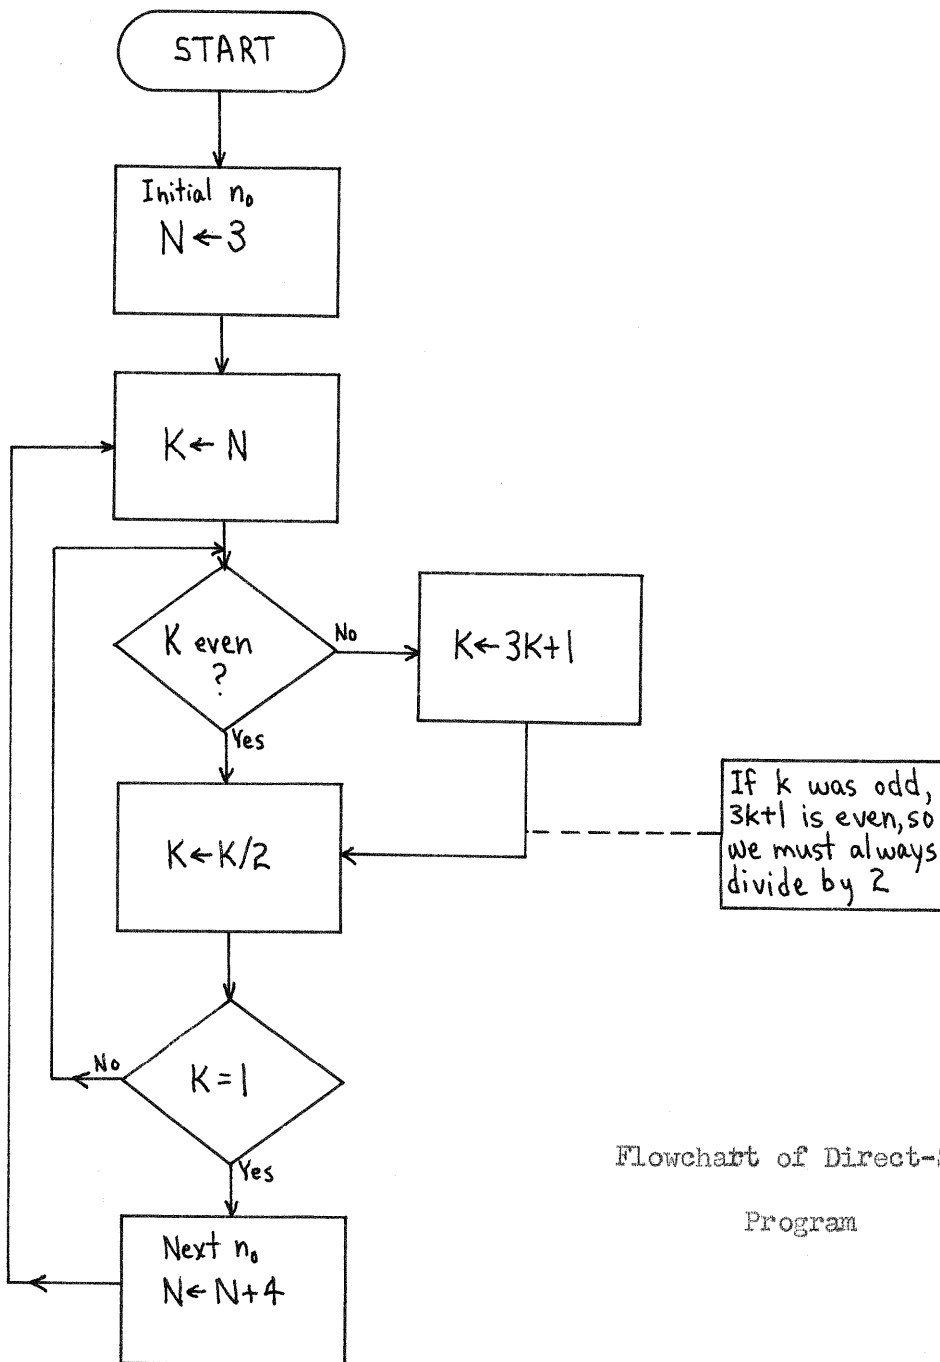 START
Initial n₀
N←3
K←N
K even
?
No
K←3K+1
Yes
K←K/2
If k was odd,
3k+1 is even, so
we must always
divide by 2
K=1
No
Yes
Next n₀
N←N+4
Flowchart of
Program